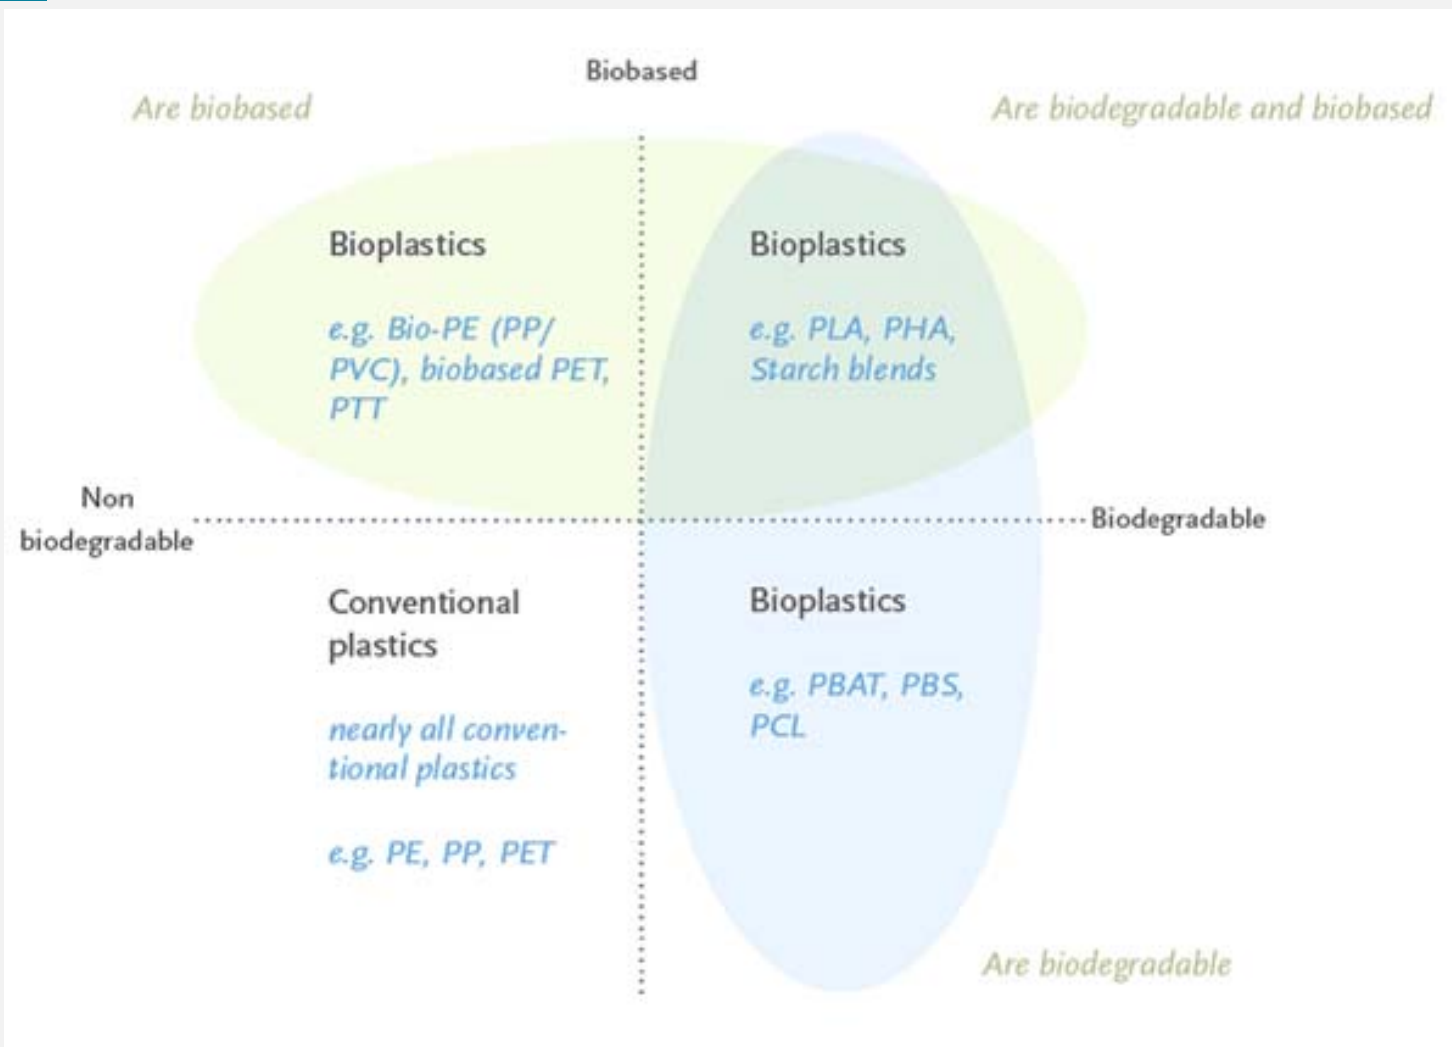 Biobased
Are biobased
Are biodegradable and biobased
Bioplastics
e.g. Bio-PE (PP/
PVC), biobased PET,
PTT
Bioplastics
e.g. PLA, PHA,
Starch blends
Non
biodegradable
Biodegradable
Conventional
plastics
nearly all conven-
tional plastics
e.g. PE, PP, PET
Bioplastics
e.g. PBAT, PBS,
PCL
Are biodegradable